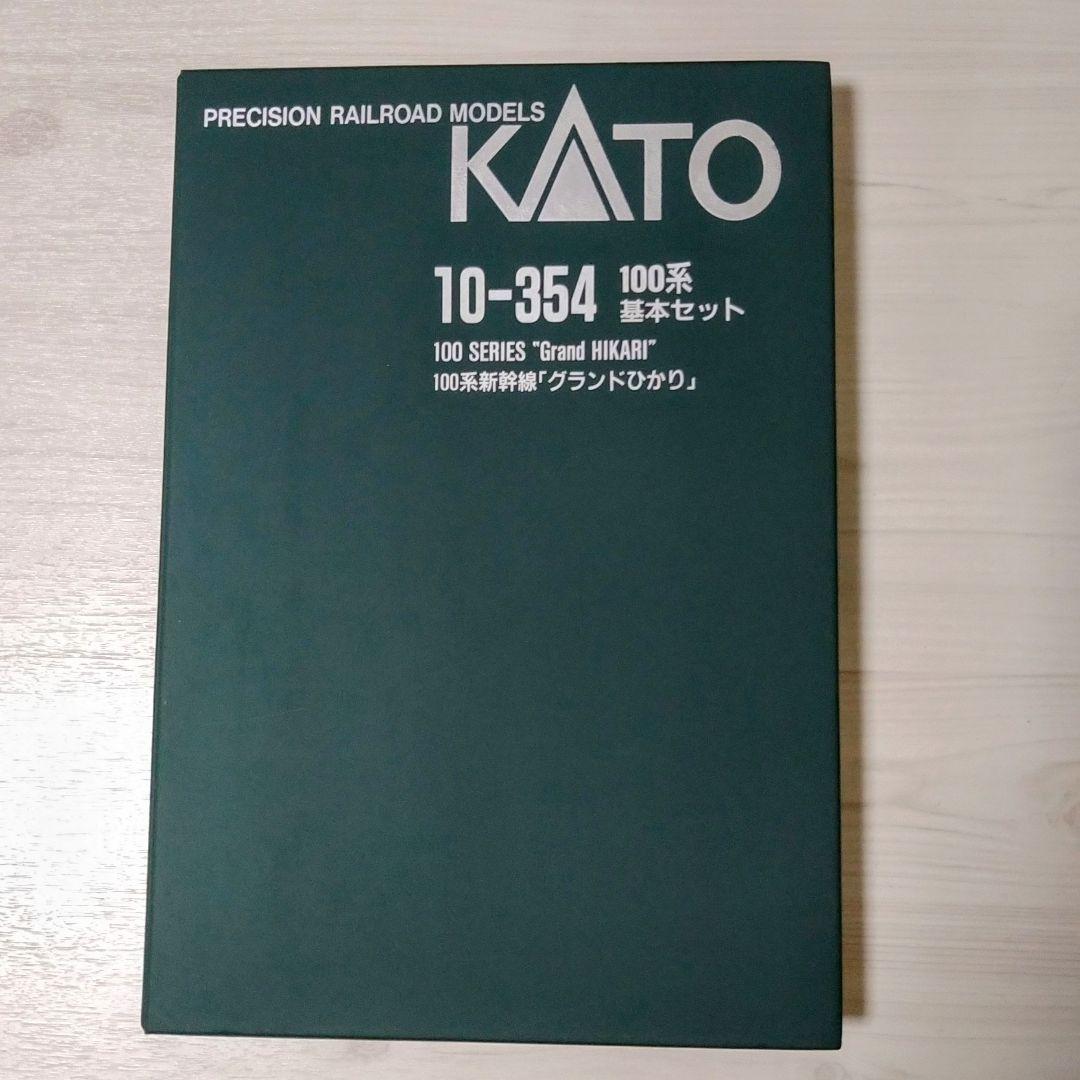 PRECISION RAILROAD MODELS
KATO
10-354 100系
基本セット
100 SERIES "Grand HIKARI"
100系新幹線「グランドひかり」